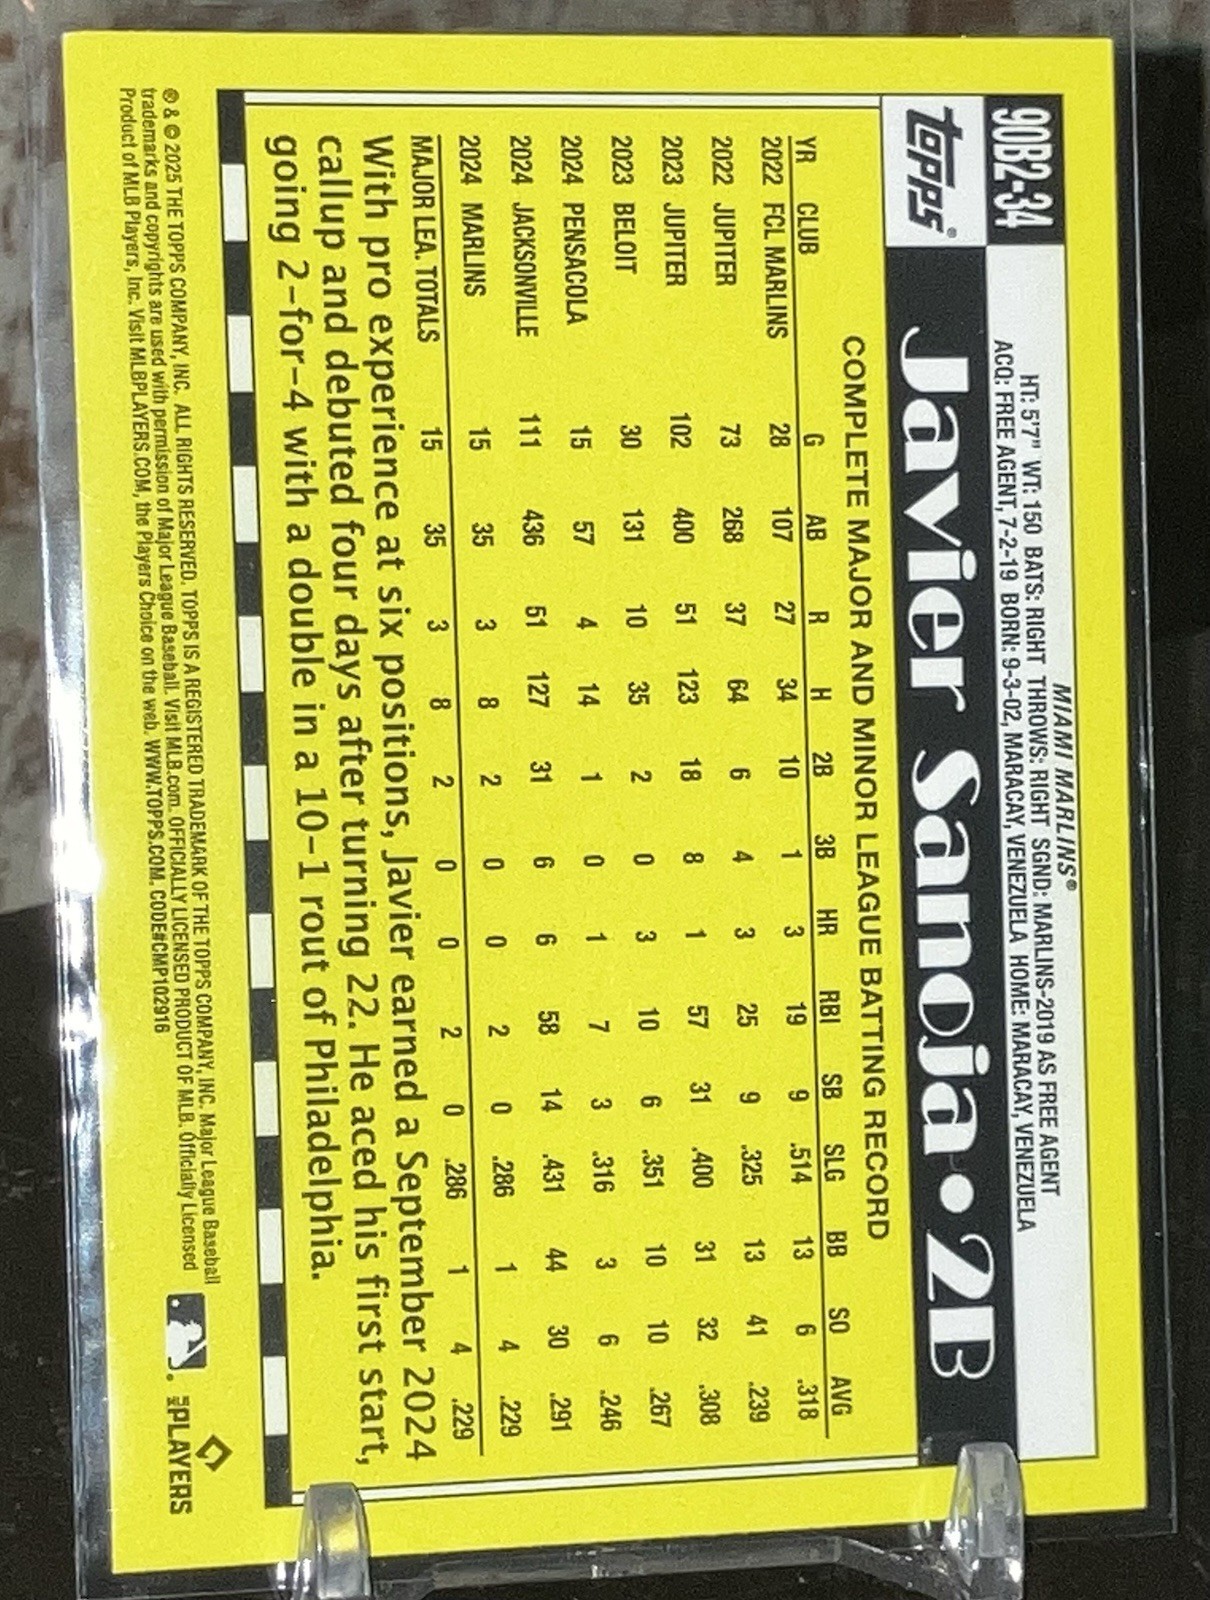 90B2-34
MIAMI MARLINS®
HT: 5'7" WT: 150 BATS: RIGHT THROWS: RIGHT SGND: MARLINS-2019 AS FREE AGENT
ACQ: FREE AGENT, 7-2-19 BORN: 9-3-02, MARACAY, VENEZUELA HOME: MARACAY, VENEZUELA
topps®
Javier Sanoja • 2B
COMPLETE MAJOR AND MINOR LEAGUE BATTING RECORD
YR CLUB G AB R H 2B 3B HR RBI SB SLG BB SO AVG
2022 FCL MARLINS 28 107 27 34 10 1 3 19 9 .514 13 6 .318
2022 JUPITER 73 268 37 64 6 4 3 25 9 .325 13 41 .239
2023 JUPITER 102 400 51 123 18 8 1 57 31 .400 31 32 .308
2023 BELOIT 30 131 10 35 2 0 3 10 6 .351 10 10 .267
2024 PENSACOLA 15 57 4 14 1 0 1 7 3 .316 3 6 .246
2024 JACKSONVILLE 111 436 51 127 31 6 6 58 14 .431 44 30 .291
2024 MARLINS 15 35 3 8 2 0 0 2 0 .286 1 4 .229
MAJOR LEA. TOTALS 15 35 3 8 2 0 0 2 0 .286 1 4 .229
With pro experience at six positions, Javier earned a September 2024
callup and debuted four days after turning 22. He aced his first start,
going 2-for-4 with a double in a 10-1 rout of Philadelphia.
® & © 2025 THE TOPPS COMPANY, INC. ALL RIGHTS RESERVED. TOPPS IS A REGISTERED TRADEMARK OF THE TOPPS COMPANY, INC. Major League Baseball
trademarks and copyrights are used with permission of Major League Baseball. Visit MLB.com. OFFICIALLY LICENSED PRODUCT OF MLB. Officially Licensed
Product of MLB Players, Inc. Visit MLBPLAYERS.COM, the Players Choice on the web. WWW.TOPPS.COM. CODE#CMP102916
MLB PLAYERS